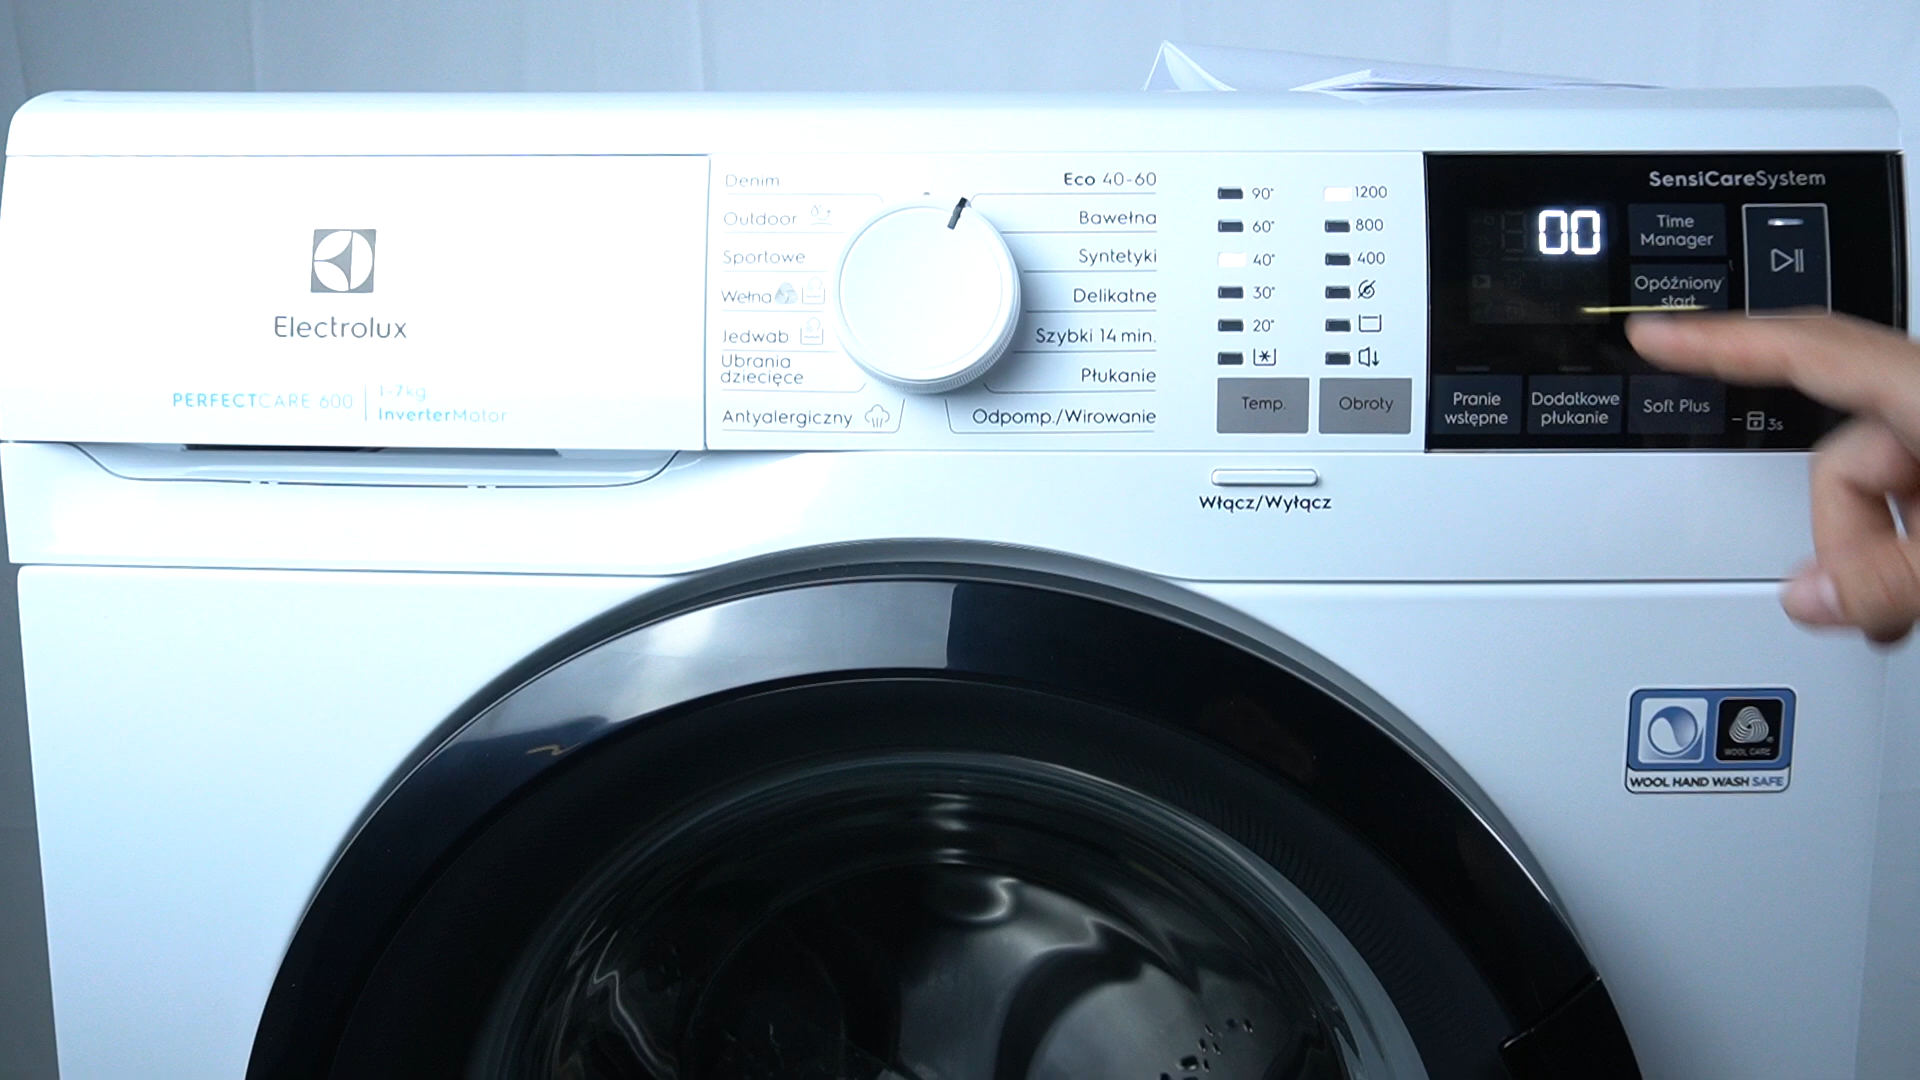 Electrolux
PERFECTCARE 600
1-7kg
InverterMotor
Denim
Outdoor
Sportowe
Wełna
Jedwab
Ubrania
dziecięce
Antyalergiczny
Eco 40-60
Bawełna
Syntetyki
Delikatne
Szybki 14 min.
Płukanie
Odpomp./Wirowanie
90°
60°
40°
30°
20°
Temp.
1200
800
400
Obroty
Włącz/Wyłącz
SensiCareSystem
00
Time
Manager
Opóźniony
start
Pranie
wstępne
Dodatkowe
płukanie
Soft Plus
3s
WOOL CARE
WOOL HAND WASH SAFE